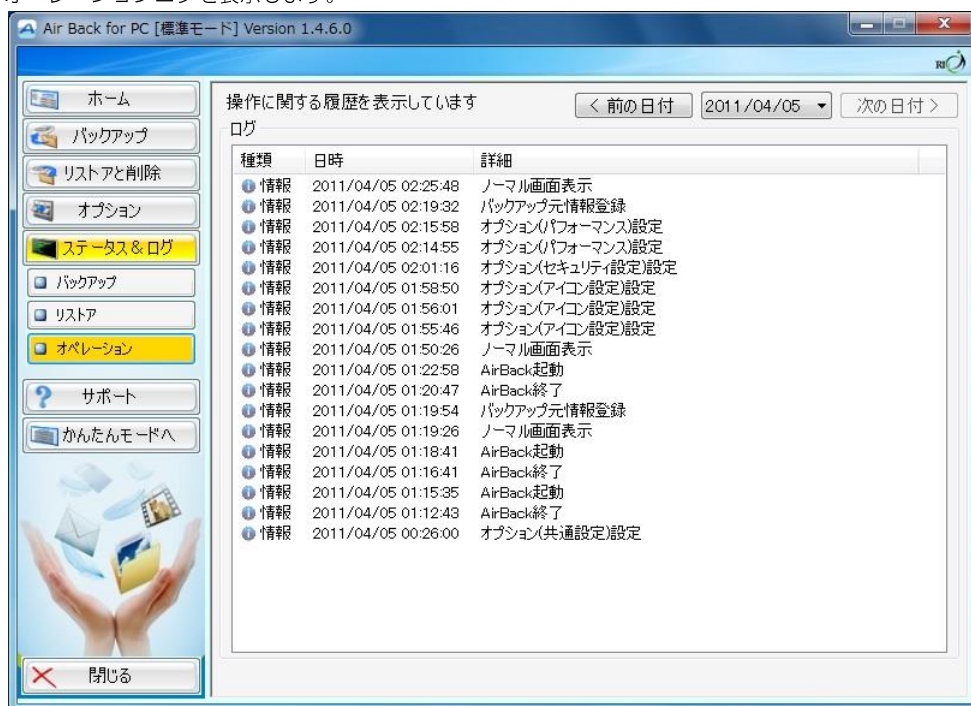 Air Back for PC [標準モード] Version 1.4.6.0
RIO
ホーム
バックアップ
リストアと削除
オプション
ステータス & ログ
バックアップ
リストア
オペレーション
サポート
かんたんモードへ
閉じる
操作に関する履歴を表示しています
< 前の日付 2011/04/05 次の日付 >
ログ
種類 日時 詳細
情報 2011/04/05 02:25:48 ノーマル画面表示
情報 2011/04/05 02:19:32 バックアップ元情報登録
情報 2011/04/05 02:15:58 オプション(パフォーマンス)設定
情報 2011/04/05 02:14:55 オプション(パフォーマンス)設定
情報 2011/04/05 02:01:16 オプション(セキュリティ設定)設定
情報 2011/04/05 01:58:50 オプション(アイコン設定)設定
情報 2011/04/05 01:56:01 オプション(アイコン設定)設定
情報 2011/04/05 01:55:46 オプション(アイコン設定)設定
情報 2011/04/05 01:50:26 ノーマル画面表示
情報 2011/04/05 01:22:58 AirBack起動
情報 2011/04/05 01:20:47 AirBack終了
情報 2011/04/05 01:19:54 バックアップ元情報登録
情報 2011/04/05 01:19:26 ノーマル画面表示
情報 2011/04/05 01:18:41 AirBack起動
情報 2011/04/05 01:16:41 AirBack終了
情報 2011/04/05 01:15:35 AirBack起動
情報 2011/04/05 01:12:43 AirBack終了
情報 2011/04/05 00:26:00 オプション(共通設定)設定